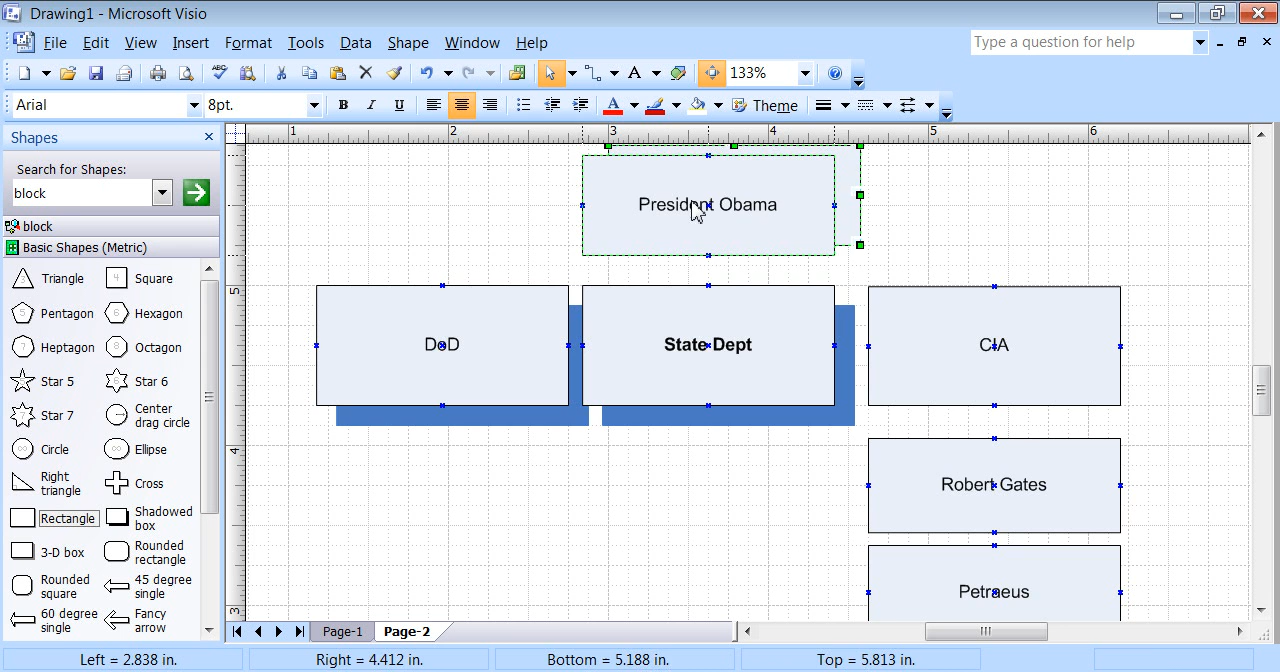 Drawing1 - Microsoft Visio
File Edit View Insert Format Tools Data Shape Window Help
Type a question for help
133%
Arial 8pt. B I U A Theme
Shapes
Search for Shapes:
block
block
Basic Shapes (Metric)
Triangle Square
Pentagon Hexagon
Heptagon Octagon
Star 5 Star 6
Star 7 Center drag circle
Circle Ellipse
Right triangle Cross
Rectangle Shadowed box
3-D box Rounded rectangle
Rounded square 45 degree single
60 degree single Fancy arrow
1 2 3 4 5 6
5
4
3
President Obama
DoD State Dept CIA
Robert Gates
Petraeus
Page-1 Page-2
Left = 2.838 in. Right = 4.412 in. Bottom = 5.188 in. Top = 5.813 in.